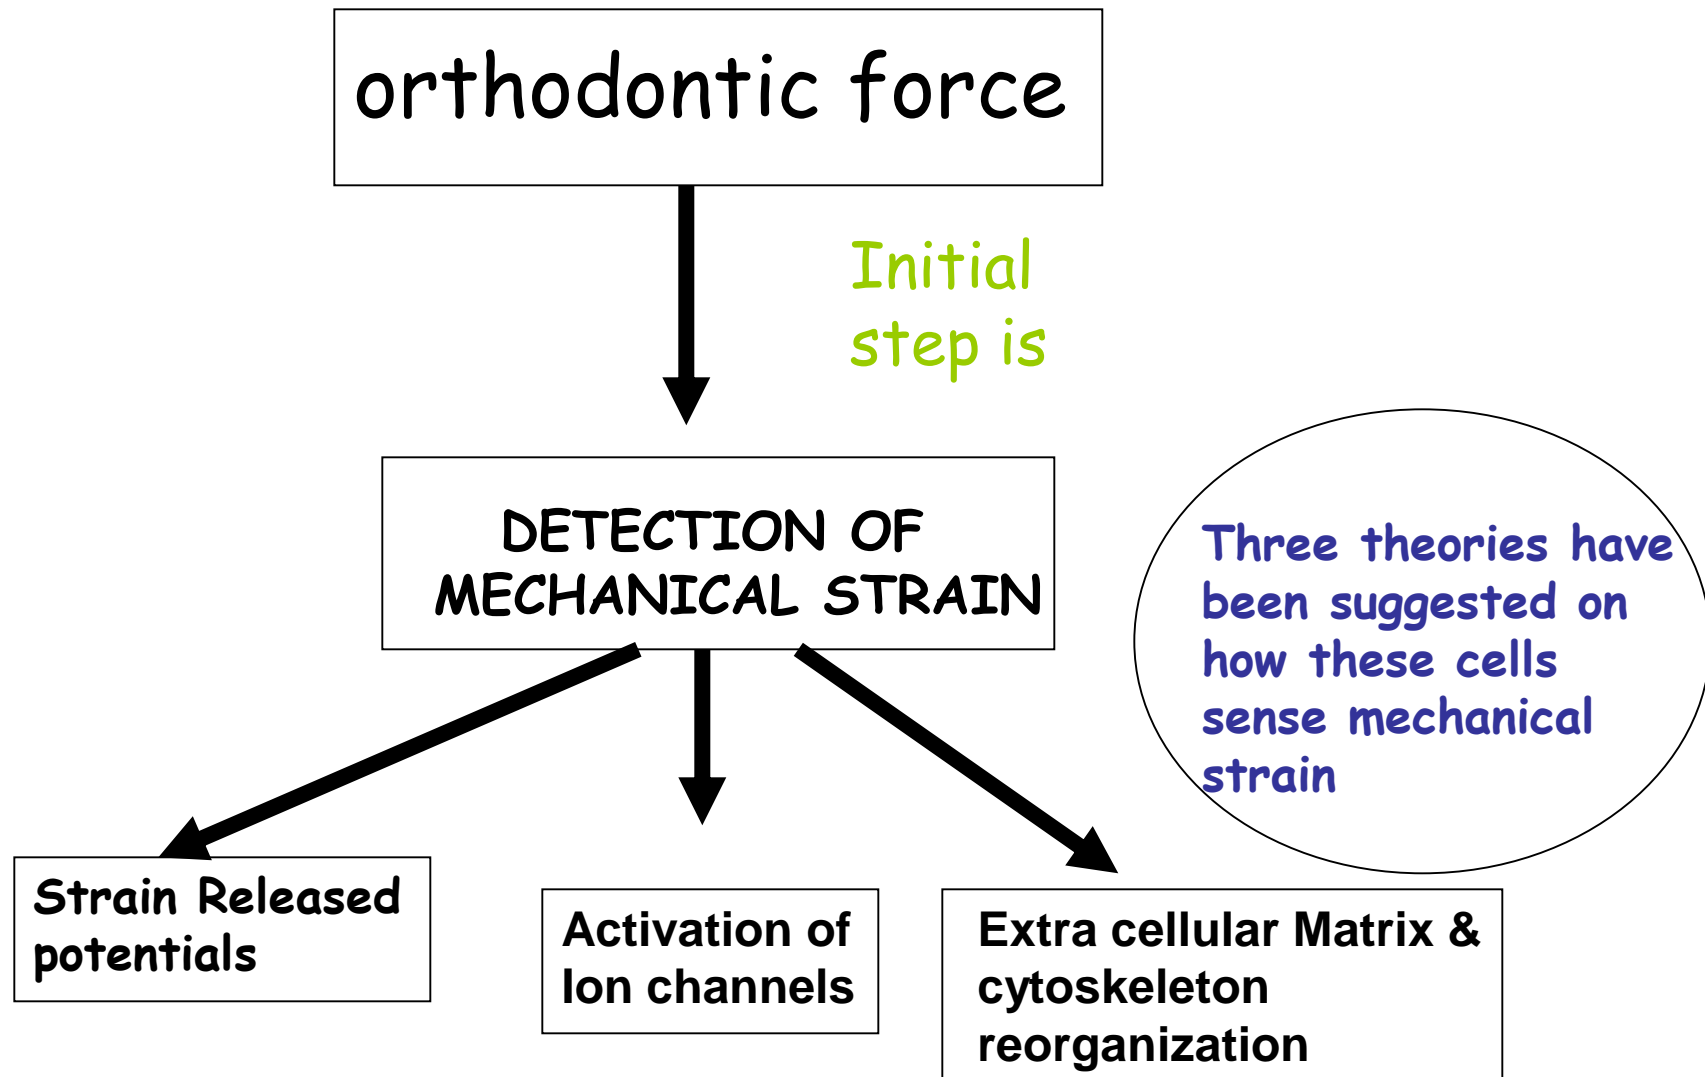 orthodontic force
Initial
step is
DETECTION OF
MECHANICAL STRAIN
Three theories have
been suggested on
how these cells
sense mechanical
strain
Strain Released
potentials
Activation of
Ion channels
Extra cellular Matrix &
cytoskeleton
reorganization